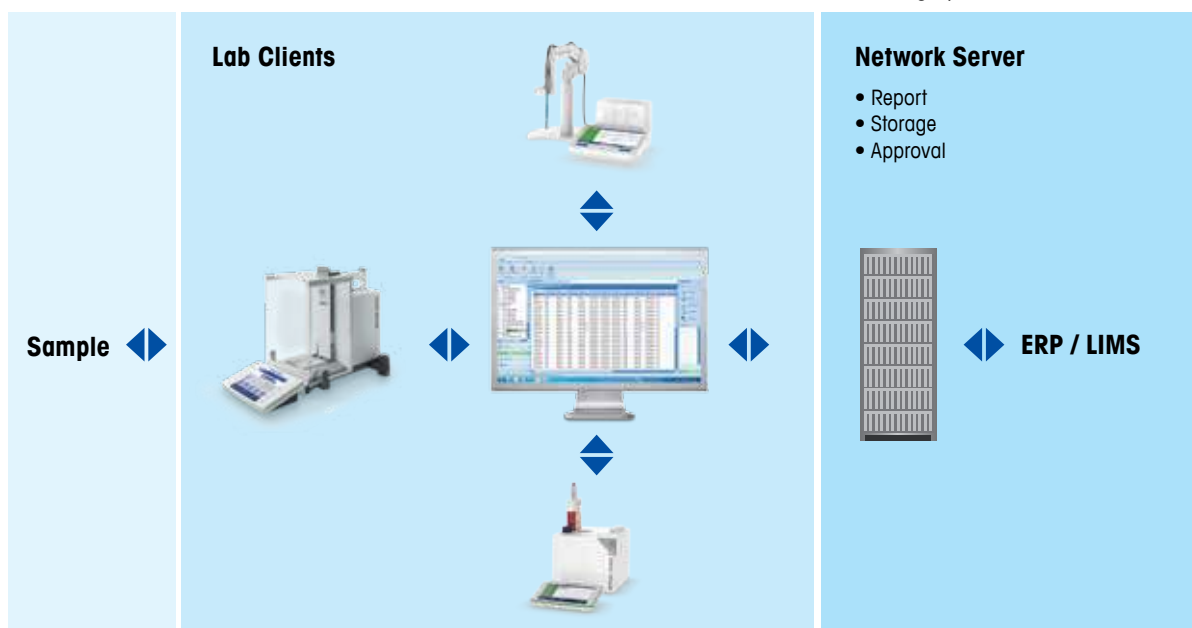 Lab Clients
Network Server
• Report
• Storage
• Approval
Sample
ERP / LIMS